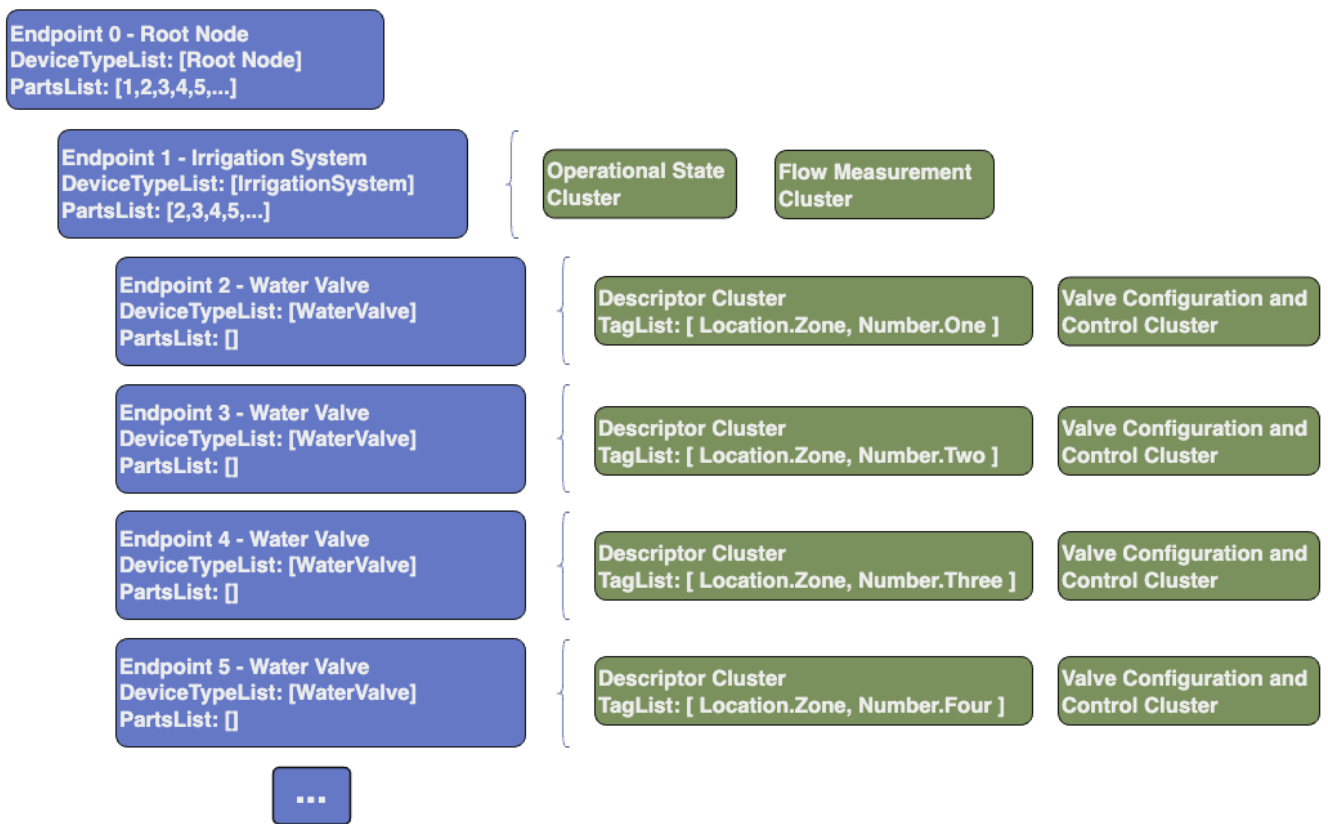 Endpoint 0 - Root Node
DeviceTypeList: [Root Node]
PartsList: [1,2,3,4,5,...]
Endpoint 1 - Irrigation System
DeviceTypeList: [IrrigationSystem]
PartsList: [2,3,4,5,...]
Operational State
Cluster
Flow Measurement
Cluster
Endpoint 2 - Water Valve
DeviceTypeList: [WaterValve]
PartsList: []
Descriptor Cluster
TagList: [ Location.Zone, Number.One ]
Valve Configuration and
Control Cluster
Endpoint 3 - Water Valve
DeviceTypeList: [WaterValve]
PartsList: []
Descriptor Cluster
TagList: [ Location.Zone, Number.Two ]
Valve Configuration and
Control Cluster
Endpoint 4 - Water Valve
DeviceTypeList: [WaterValve]
PartsList: []
Descriptor Cluster
TagList: [ Location.Zone, Number.Three ]
Valve Configuration and
Control Cluster
Endpoint 5 - Water Valve
DeviceTypeList: [WaterValve]
PartsList: []
Descriptor Cluster
TagList: [ Location.Zone, Number.Four ]
Valve Configuration and
Control Cluster
...